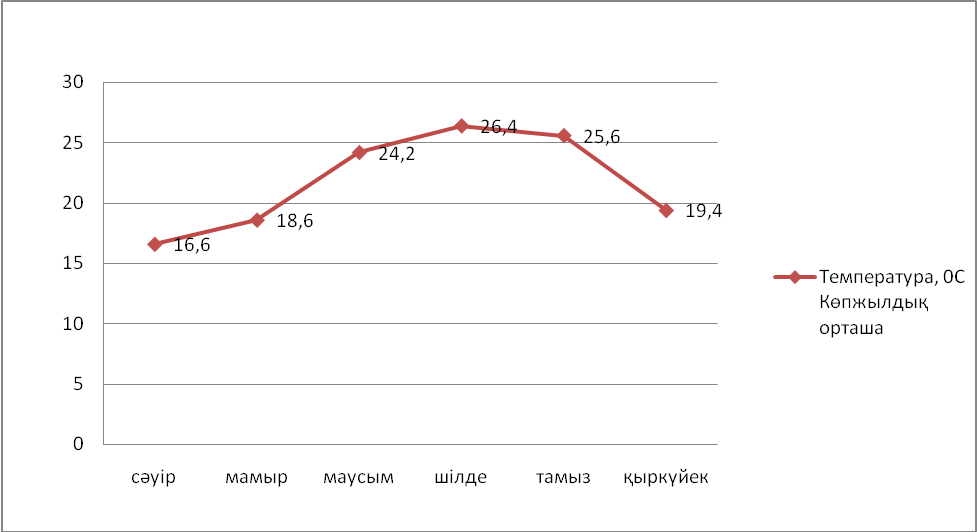 30
25
20
15
10
5
0
16,6
18,6
24,2
26,4
25,6
19,4
сәуір
мамыр
маусым
шілде
тамыз
қыркүйек
Температура, 0С
Көпжылдық
орташа